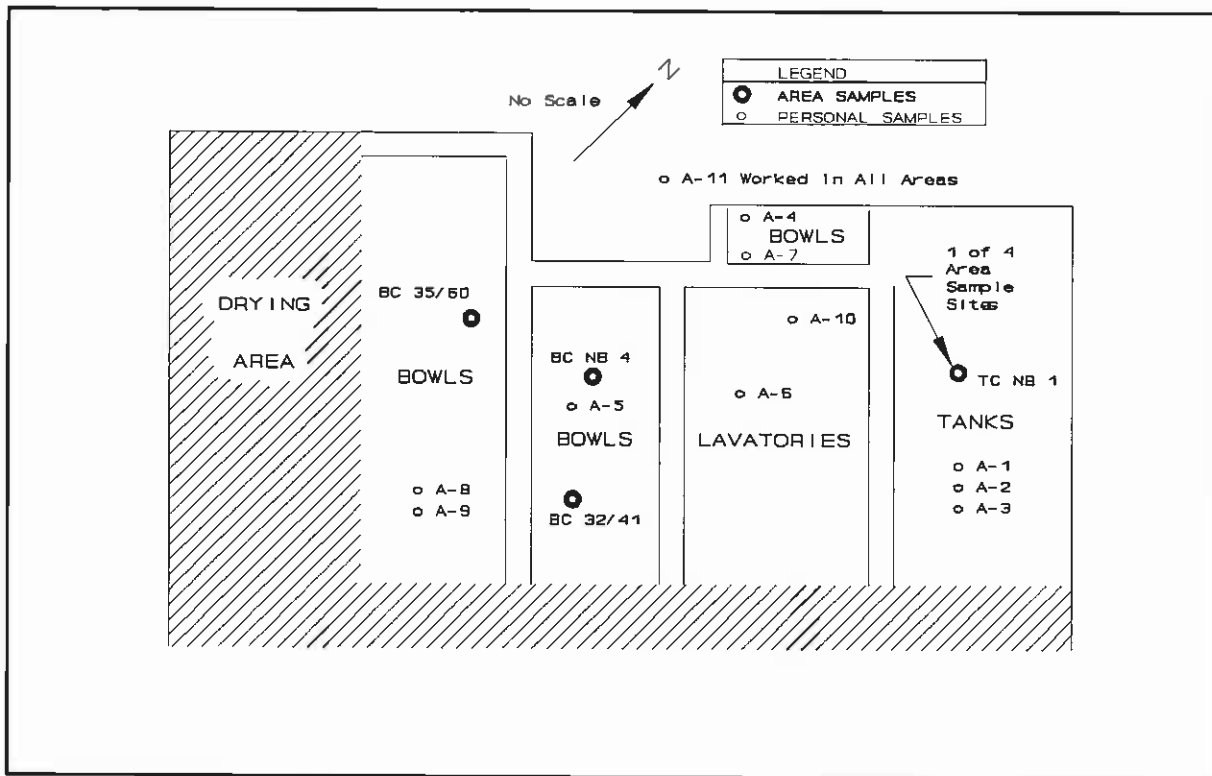 N
No Scale
LEGEND
AREA SAMPLES
PERSONAL SAMPLES
A-11 Worked In All Areas
A-4
BOWLS
A-7
1 of 4
Area
Sample
Sites
DRYING
AREA
BC 35/60
BOWLS
A-8
A-9
BC NB 4
A-5
BOWLS
BC 32/41
A-10
A-6
LAVATORIES
TC NB 1
TANKS
A-1
A-2
A-3